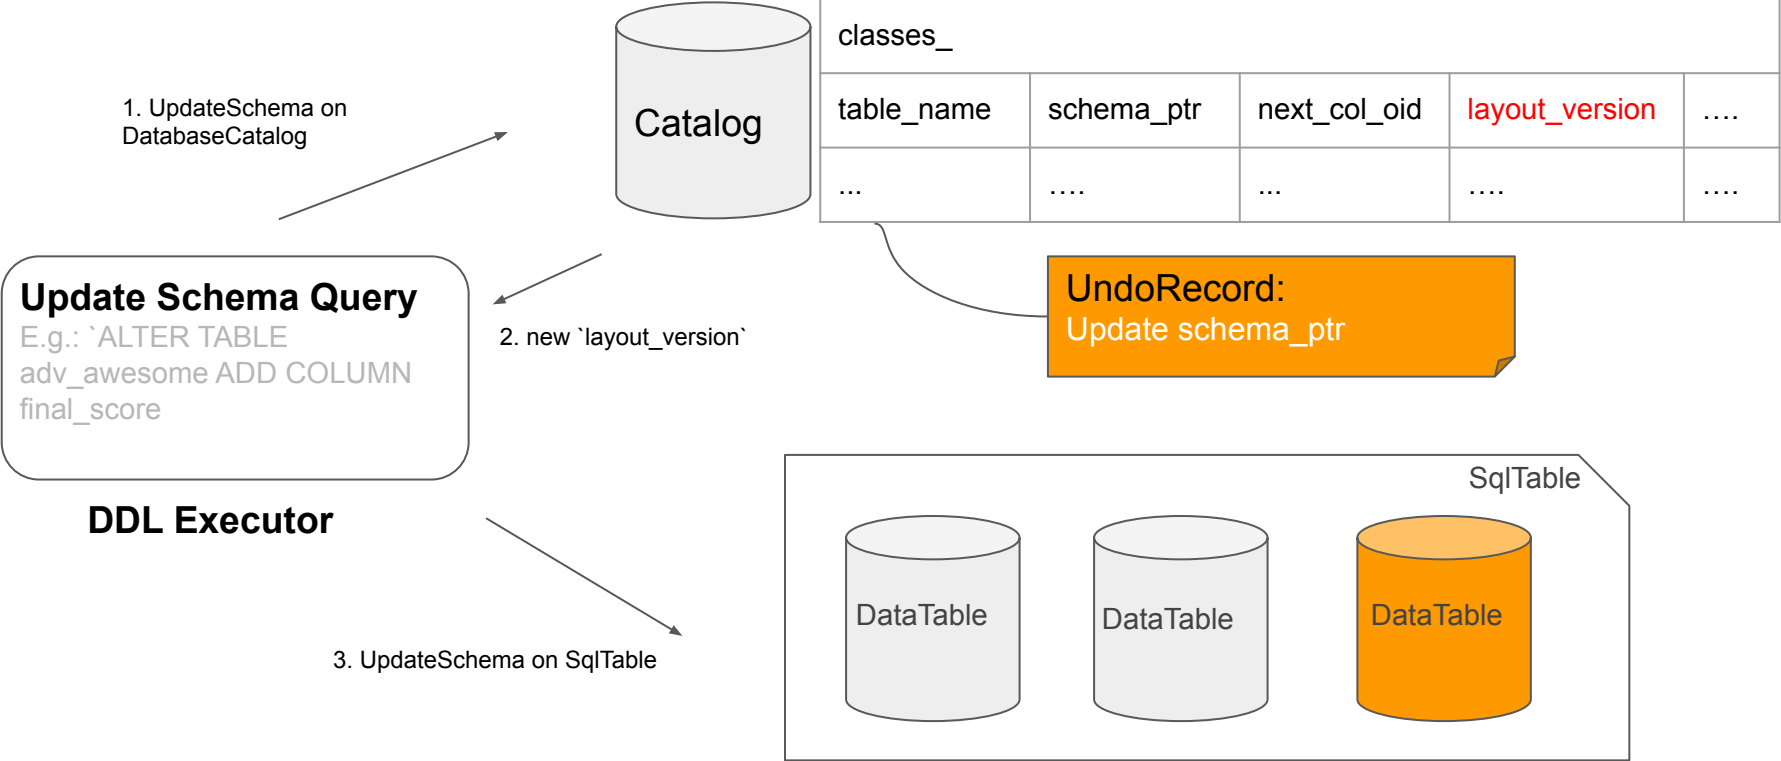 classes_
1. UpdateSchema on
DatabaseCatalog
Catalog
table_name schema_ptr next_col_oid layout_version ....
... .... ... .... ....
Update Schema Query
E.g.: `ALTER TABLE
adv_awesome ADD COLUMN
final_score
2. new `layout_version`
UndoRecord:
Update schema_ptr
DDL Executor
SqlTable
DataTable
DataTable
DataTable
3. UpdateSchema on SqlTable